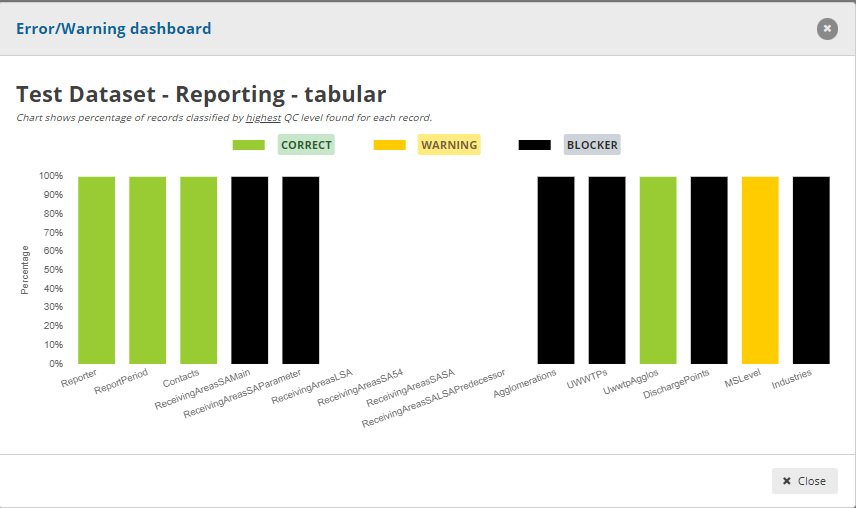 Error/Warning dashboard
Test Dataset - Reporting - tabular
Chart shows percentage of records classified by highest QC level found for each record.
CORRECT WARNING BLOCKER
100%
90%
80%
70%
60%
50%
40%
30%
20%
10%
0%
Percentage
Reporter
ReportPeriod
Contacts
ReceivingAreasSAMain
ReceivingAreasSAParameter
ReceivingAreasLSA
ReceivingAreasSA54
ReceivingAreasSASA
ReceivingAreasSALSAPredecessor
Agglomerations
UWWTPs
UwwtpAgglos
DischargePoints
MSLevel
Industries
Close